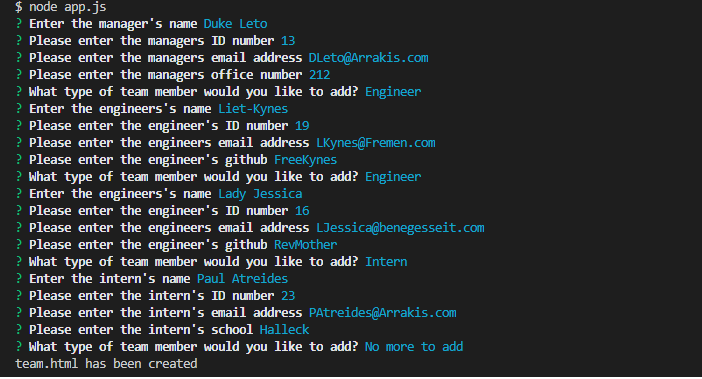 $ node app.js
? Enter the manager's name Duke Leto
? Please enter the managers ID number 13
? Please enter the managers email address DLeto@Arrakis.com
? Please enter the managers office number 212
? What type of team member would you like to add? Engineer
? Enter the engineers's name Liet-Kynes
? Please enter the engineer's ID number 19
? Please enter the engineers email address LKynes@Fremen.com
? Please enter the engineer's github FreeKynes
? What type of team member would you like to add? Engineer
? Enter the engineers's name Lady Jessica
? Please enter the engineer's ID number 16
? Please enter the engineers email address LJessica@benegesseit.com
? Please enter the engineer's github RevMother
? What type of team member would you like to add? Intern
? Enter the intern's name Paul Atreides
? Please enter the intern's ID number 23
? Please enter the intern's email address PAtreides@Arrakis.com
? Please enter the intern's school Halleck
? What type of team member would you like to add? No more to add
team.html has been created